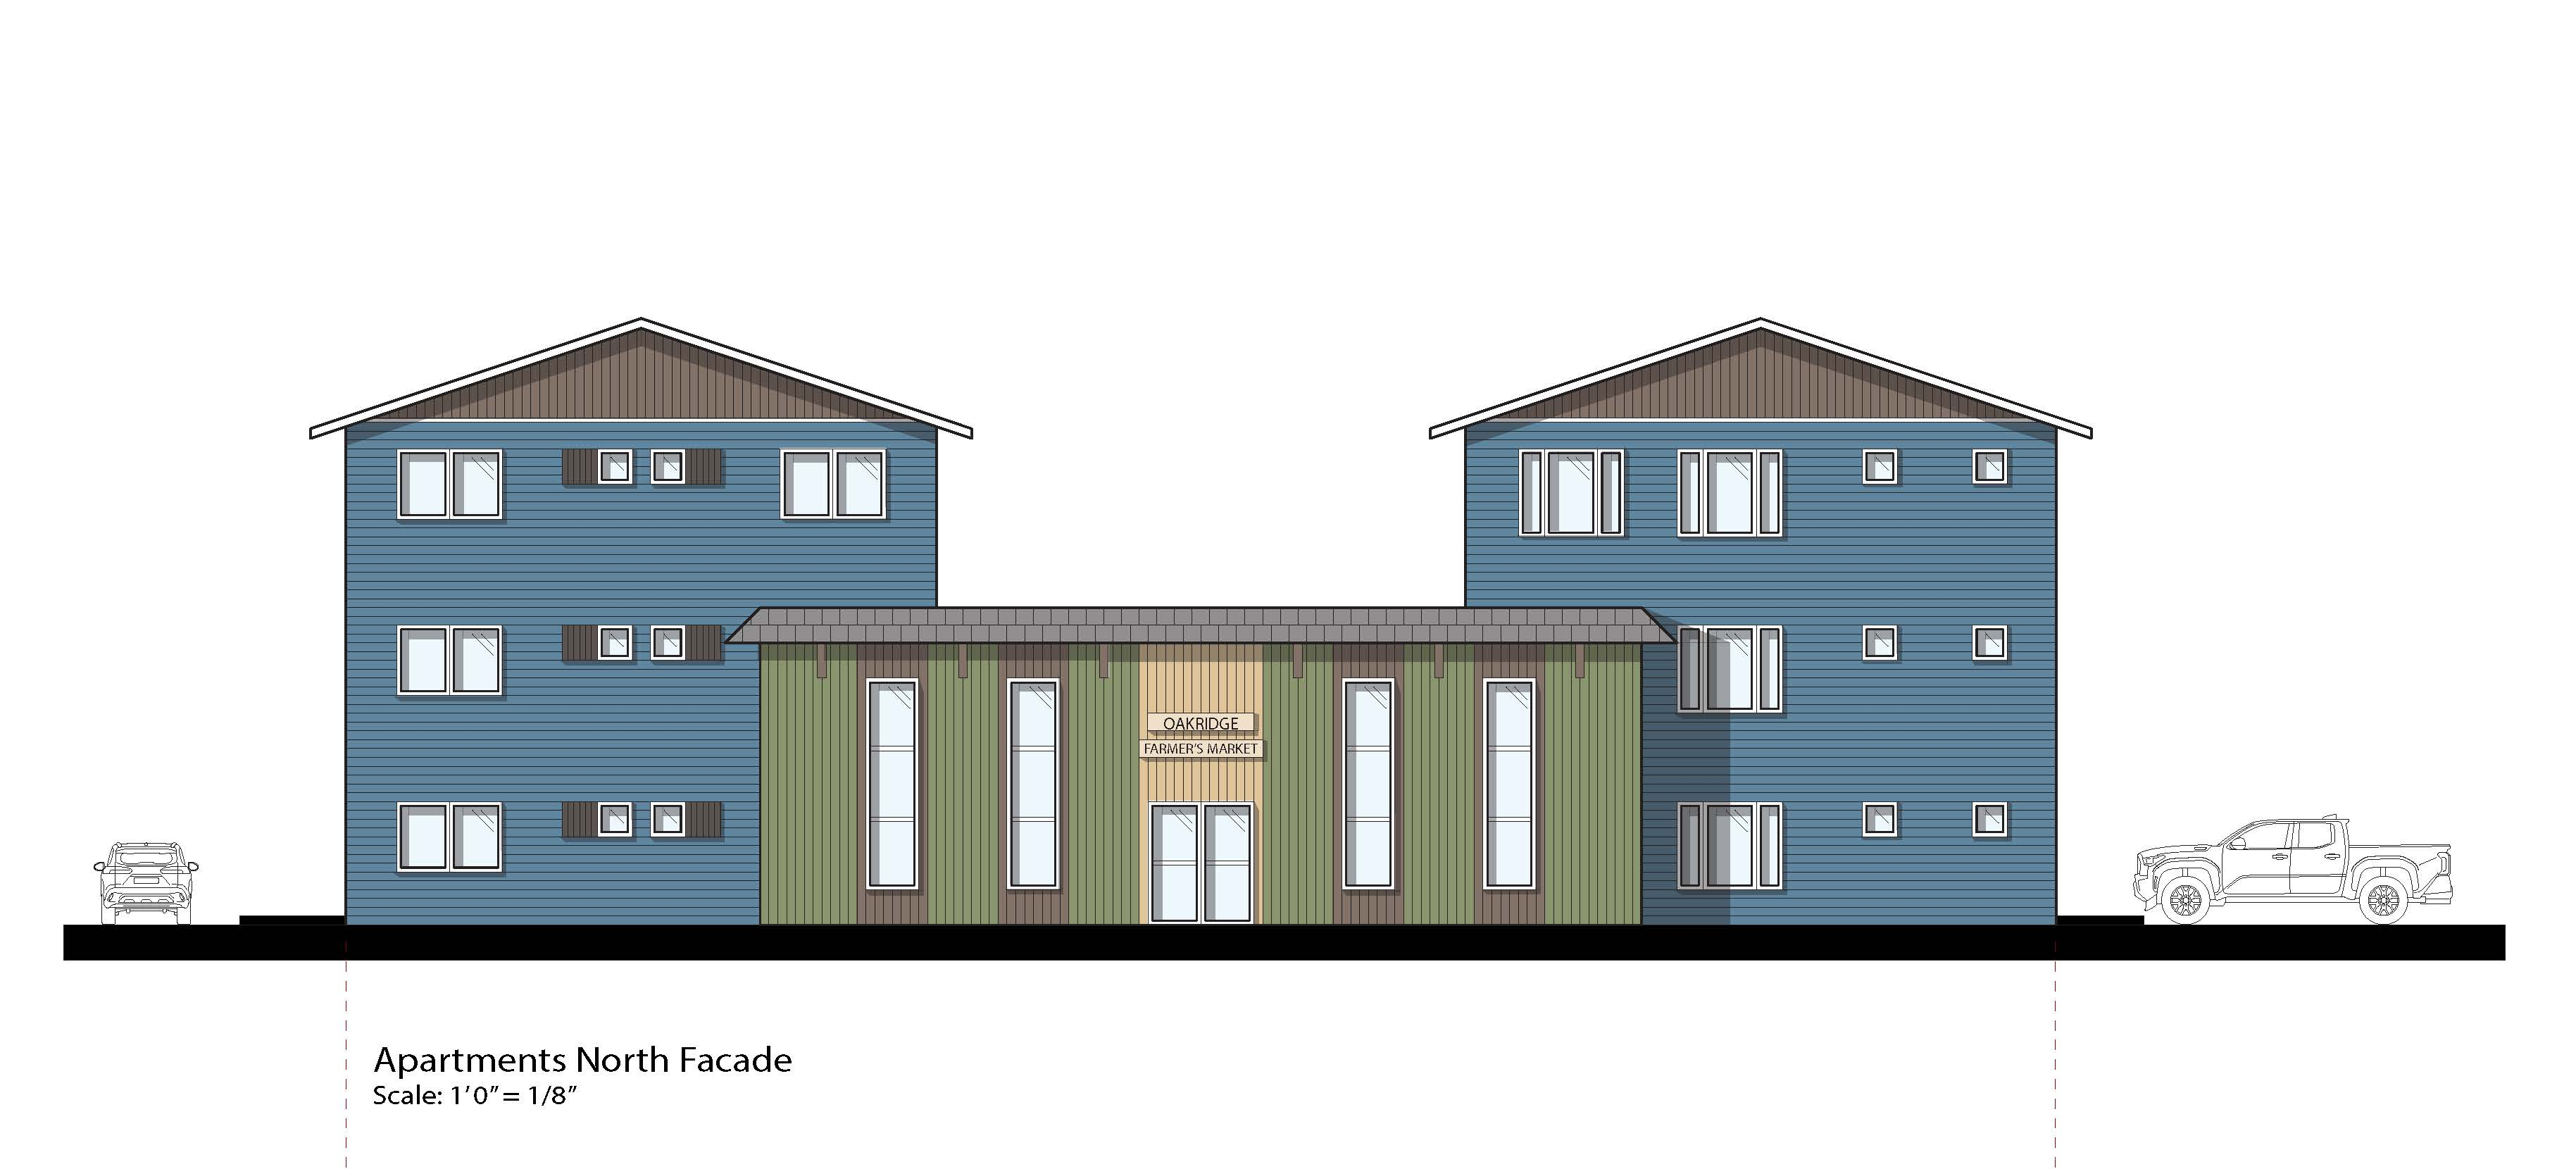 OAKRIDGE
FARMER'S MARKET
Apartments North Facade
Scale: 1'0"= 1/8"